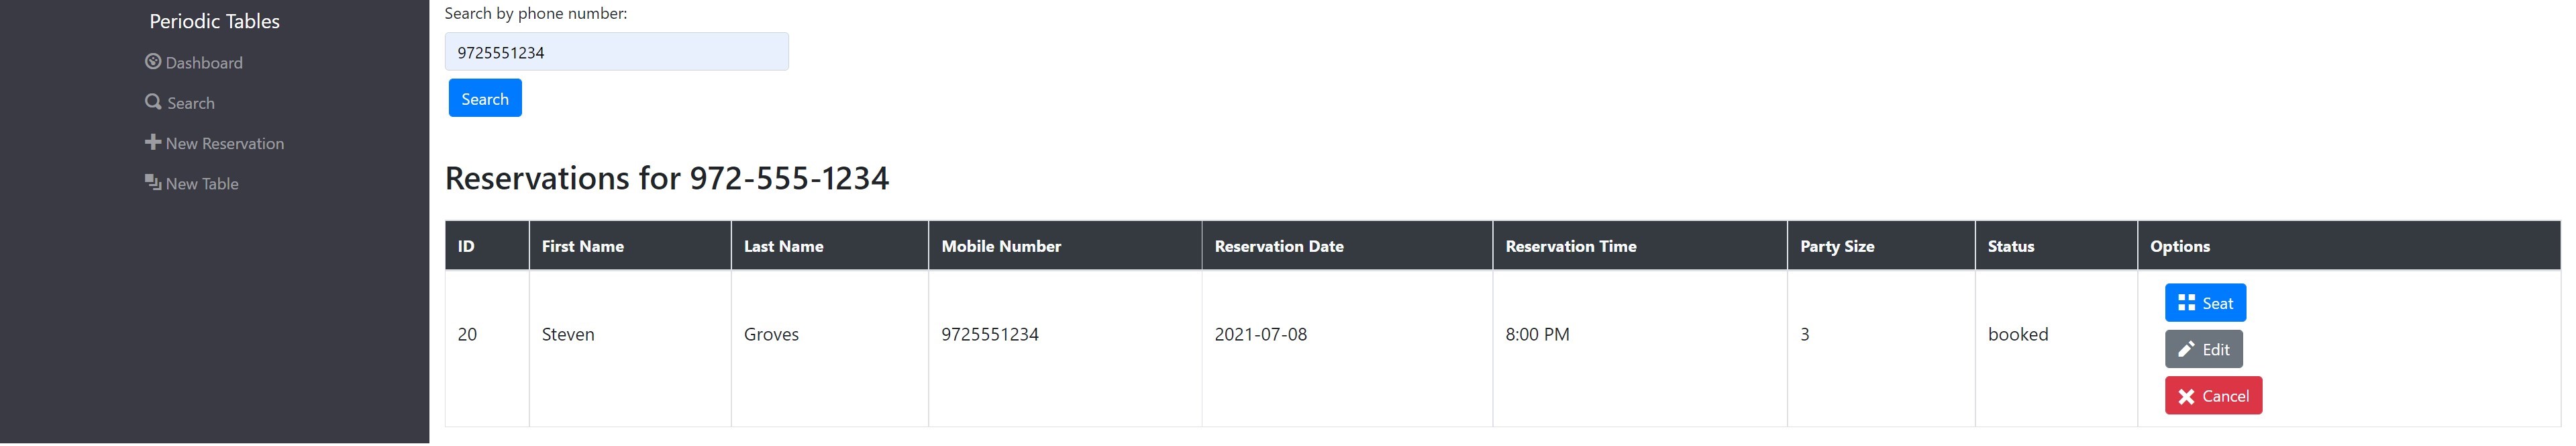 Periodic Tables
Dashboard
Search
New Reservation
New Table
Search by phone number:
9725551234
Search
Reservations for 972-555-1234
ID First Name Last Name Mobile Number Reservation Date Reservation Time Party Size Status Options
20 Steven Groves 9725551234 2021-07-08 8:00 PM 3 booked
Seat
Edit
Cancel